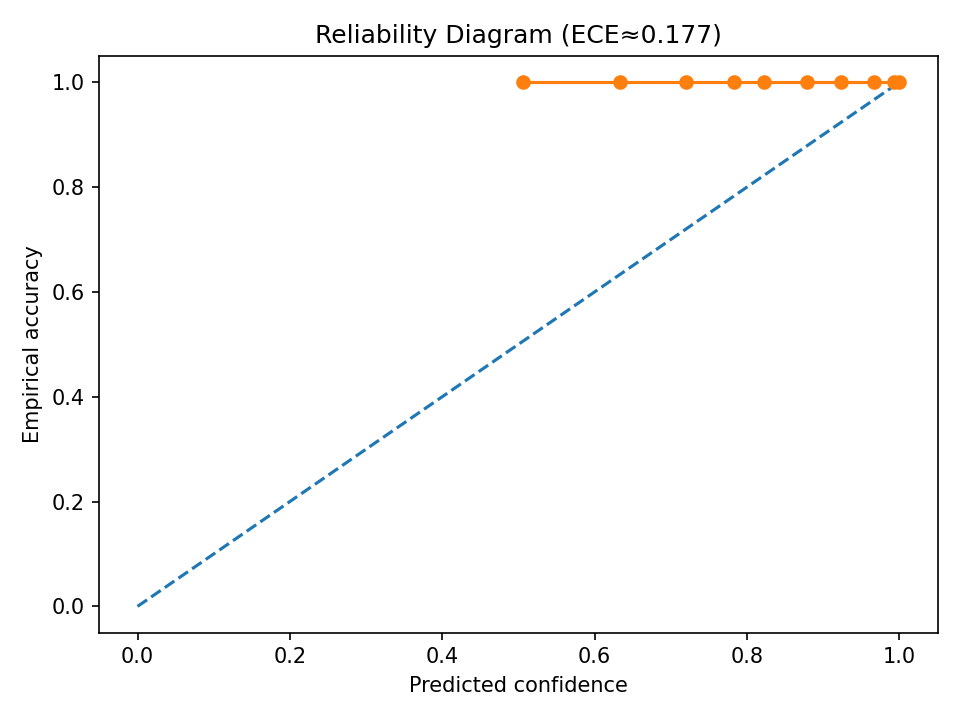 Reliability Diagram (ECE≈0.177)
1.0
0.8
0.6
0.4
0.2
0.0
Empirical accuracy
0.0 0.2 0.4 0.6 0.8 1.0
Predicted confidence